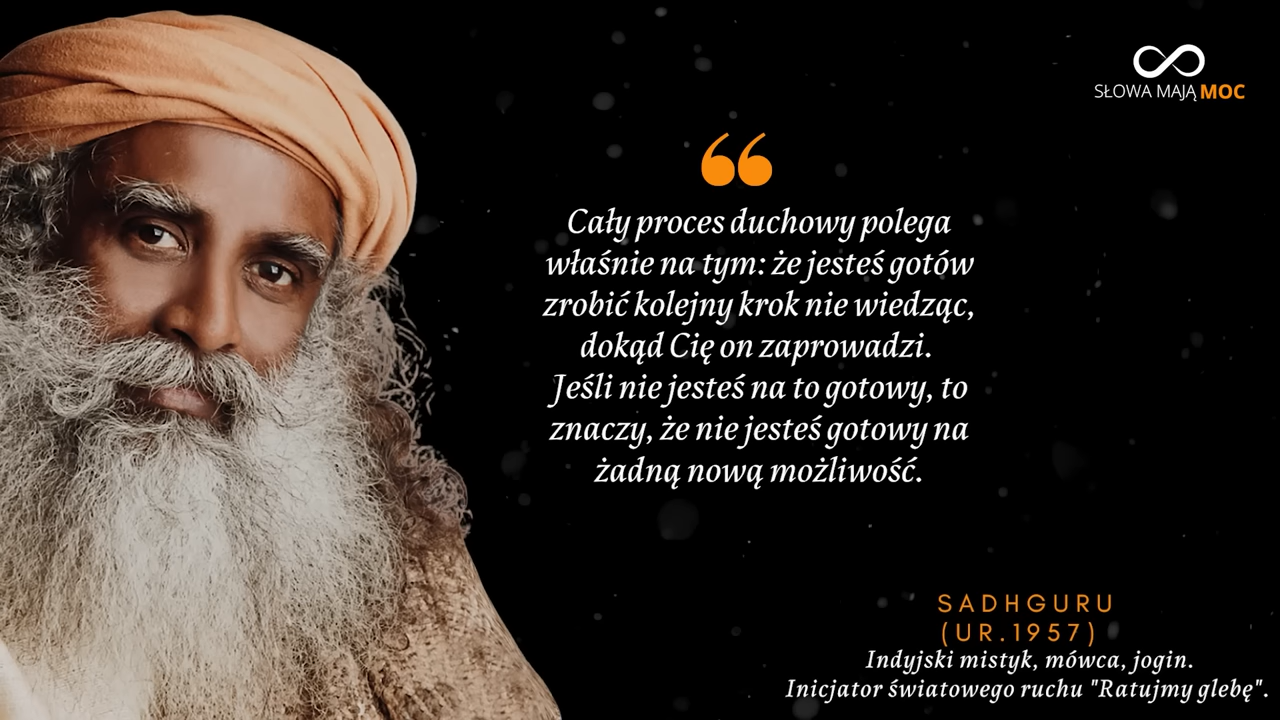 SŁOWA MAJĄ MOC
Cały proces duchowy polega
właśnie na tym: że jesteś gotów
zrobić kolejny krok nie wiedząc,
dokąd Cię on zaprowadzi.
Jeśli nie jesteś na to gotowy, to
znaczy, że nie jesteś gotowy na
żadną nową możliwość.
SADHGURU
(UR.1957)
Indyjski mistyk, mówca, jogin.
Inicjator światowego ruchu "Ratujmy glebę".